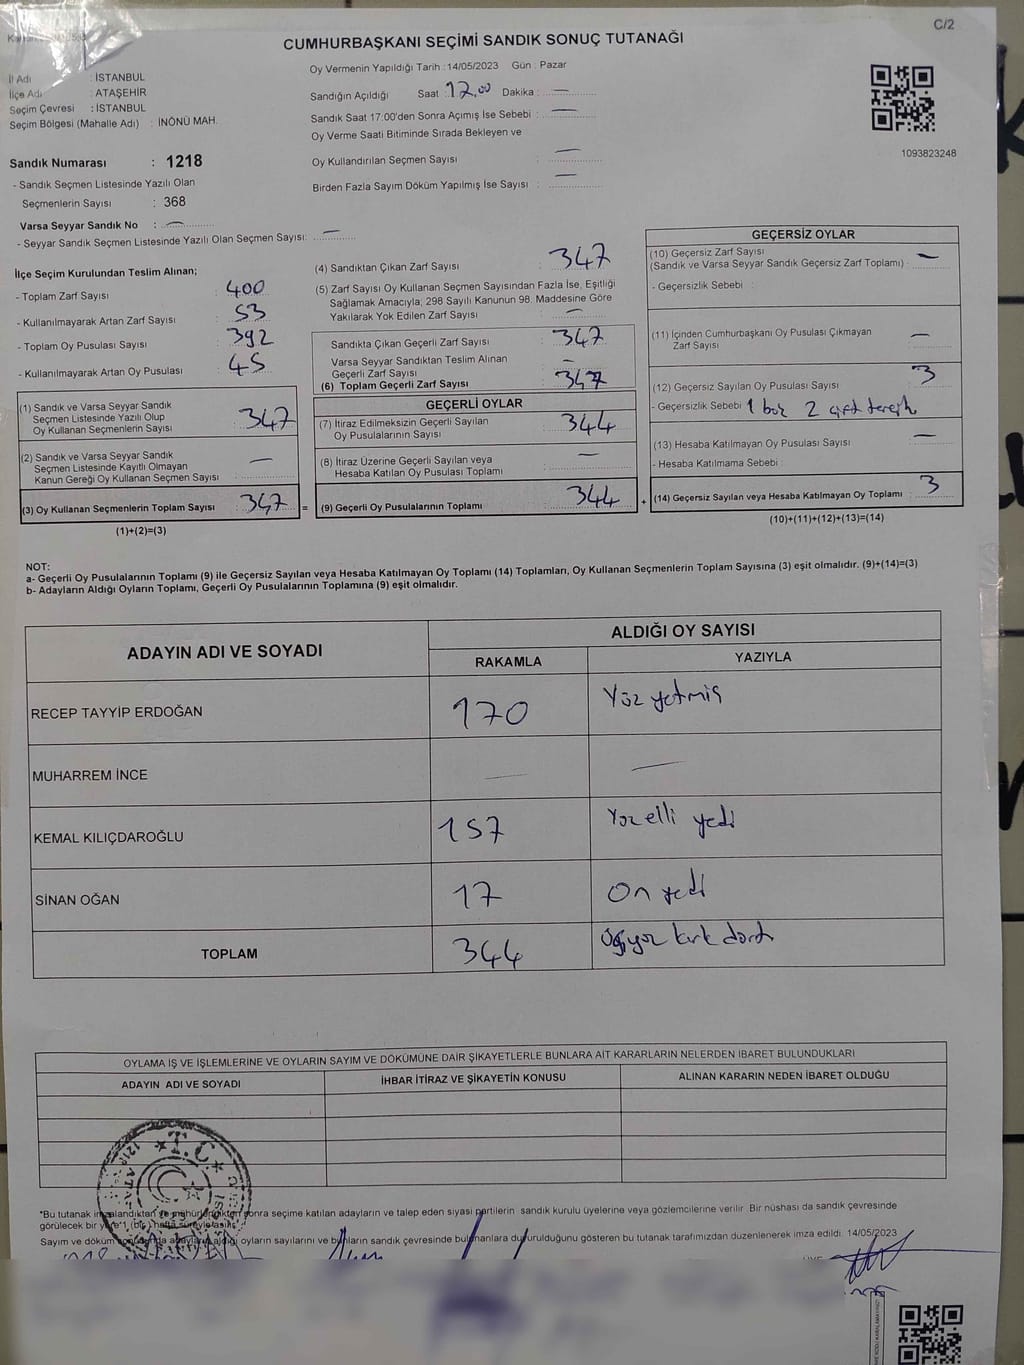 C/2
CUMHURBAŞKANI SEÇİMİ SANDIK SONUÇ TUTANAĞI
İl Adı : İSTANBUL
İlçe Adı : ATAŞEHİR
Seçim Çevresi : İSTANBUL
Seçim Bölgesi (Mahalle Adı) : İNÖNÜ MAH.
Sandık Numarası : 1218
- Sandık Seçmen Listesinde Yazılı Olan
Seçmenlerin Sayısı : 368
Varsa Seyyar Sandık No : —
- Seyyar Sandık Seçmen Listesinde Yazılı Olan Seçmen Sayısı: —
Oy Vermenin Yapıldığı Tarih : 14/05/2023 Gün : Pazar
Sandığın Açıldığı Saat : 17.00 Dakika : —
Sandık Saat 17:00'den Sonra Açımış İse Sebebi : —
Oy Verme Saati Bitiminde Sırada Bekleyen ve
Oy Kullandırılan Seçmen Sayısı : —
Birden Fazla Sayım Döküm Yapılmış İse Sayısı : —
1093823248
İlçe Seçim Kurulundan Teslim Alınan;
- Toplam Zarf Sayısı : 400
- Kullanılmayarak Artan Zarf Sayısı : 53
- Toplam Oy Pusulası Sayısı : 392
- Kullanılmayarak Artan Oy Pusulası : 45
(1) Sandık ve Varsa Seyyar Sandık
Seçmen Listesinde Yazılı Olup
Oy Kullanan Seçmenlerin Sayısı : 347
(2) Sandık ve Varsa Seyyar Sandık
Seçmen Listesinde Kayıtlı Olmayan
Kanun Gereği Oy Kullanan Seçmen Sayısı : —
(3) Oy Kullanan Seçmenlerin Toplam Sayısı : 347 =
(1)+(2)=(3)
(4) Sandıktan Çıkan Zarf Sayısı : 347
(5) Zarf Sayısı Oy Kullanan Seçmen Sayısından Fazla İse, Eşitliği
Sağlamak Amacıyla; 298 Sayılı Kanunun 98. Maddesine Göre
Yakılarak Yok Edilen Zarf Sayısı : —
Sandıkta Çıkan Geçerli Zarf Sayısı : 347
Varsa Seyyar Sandıktan Teslim Alınan
Geçerli Zarf Sayısı : —
(6) Toplam Geçerli Zarf Sayısı : 347
GEÇERLİ OYLAR
(7) İtiraz Edilmeksizin Geçerli Sayılan
Oy Pusulalarının Sayısı : 344
(8) İtiraz Üzerine Geçerli Sayılan veya
Hesaba Katılan Oy Pusulası Toplamı : —
(9) Geçerli Oy Pusulalarının Toplamı : 344 +
GEÇERSİZ OYLAR
(10) Geçersiz Zarf Sayısı
(Sandık ve Varsa Seyyar Sandık Geçersiz Zarf Toplamı) : —
- Geçersizlik Sebebi :
(11) İçinden Cumhurbaşkanı Oy Pusulası Çıkmayan
Zarf Sayısı : —
(12) Geçersiz Sayılan Oy Pusulası Sayısı : 3
- Geçersizlik Sebebi : 1 boş 2 çift tercih
(13) Hesaba Katılmayan Oy Pusulası Sayısı : —
- Hesaba Katılmama Sebebi :
(14) Geçersiz Sayılan veya Hesaba Katılmayan Oy Toplamı : 3
(10)+(11)+(12)+(13)=(14)
NOT:
a- Geçerli Oy Pusulalarının Toplamı (9) ile Geçersiz Sayılan veya Hesaba Katılmayan Oy Toplamı (14) Toplamları, Oy Kullanan Seçmenlerin Toplam Sayısına (3) eşit olmalıdır. (9)+(14)=(3)
b- Adayların Aldığı Oyların Toplamı, Geçerli Oy Pusulalarının Toplamına (9) eşit olmalıdır.
ADAYIN ADI VE SOYADI
ALDIĞI OY SAYISI
RAKAMLA YAZIYLA
RECEP TAYYİP ERDOĞAN 170 Yüz yetmiş
MUHARREM İNCE — —
KEMAL KILIÇDAROĞLU 157 Yüz elli yedi
SİNAN OĞAN 17 On yedi
TOPLAM 344 Üçyüz kırk dört
OYLAMA İŞ VE İŞLEMLERİNE VE OYLARIN SAYIM VE DÖKÜMÜNE DAİR ŞİKAYETLERLE BUNLARA AİT KARARLARIN NELERDEN İBARET BULUNDUKLARI
ADAYIN ADI VE SOYADI İHBAR İTİRAZ VE ŞİKAYETİN KONUSU ALINAN KARARIN NEDEN İBARET OLDUĞU
T.C.
*Bu tutanak imzalandıktan ve mühürlendikten sonra seçime katılan adayların ve talep eden siyasi partilerin sandık kurulu üyelerine veya gözlemcilerine verilir. Bir nüshası da sandık çevresinde
görülecek bir yere 1 (bir) hafta süreyle asılır.
Sayım ve döküm sonucunda adayların aldığı oyların sayılarını ve bunların sandık çevresinde bulunanlara duyurulduğunu gösteren bu tutanak tarafımızdan düzenlenerek imza edildi. 14/05/2023